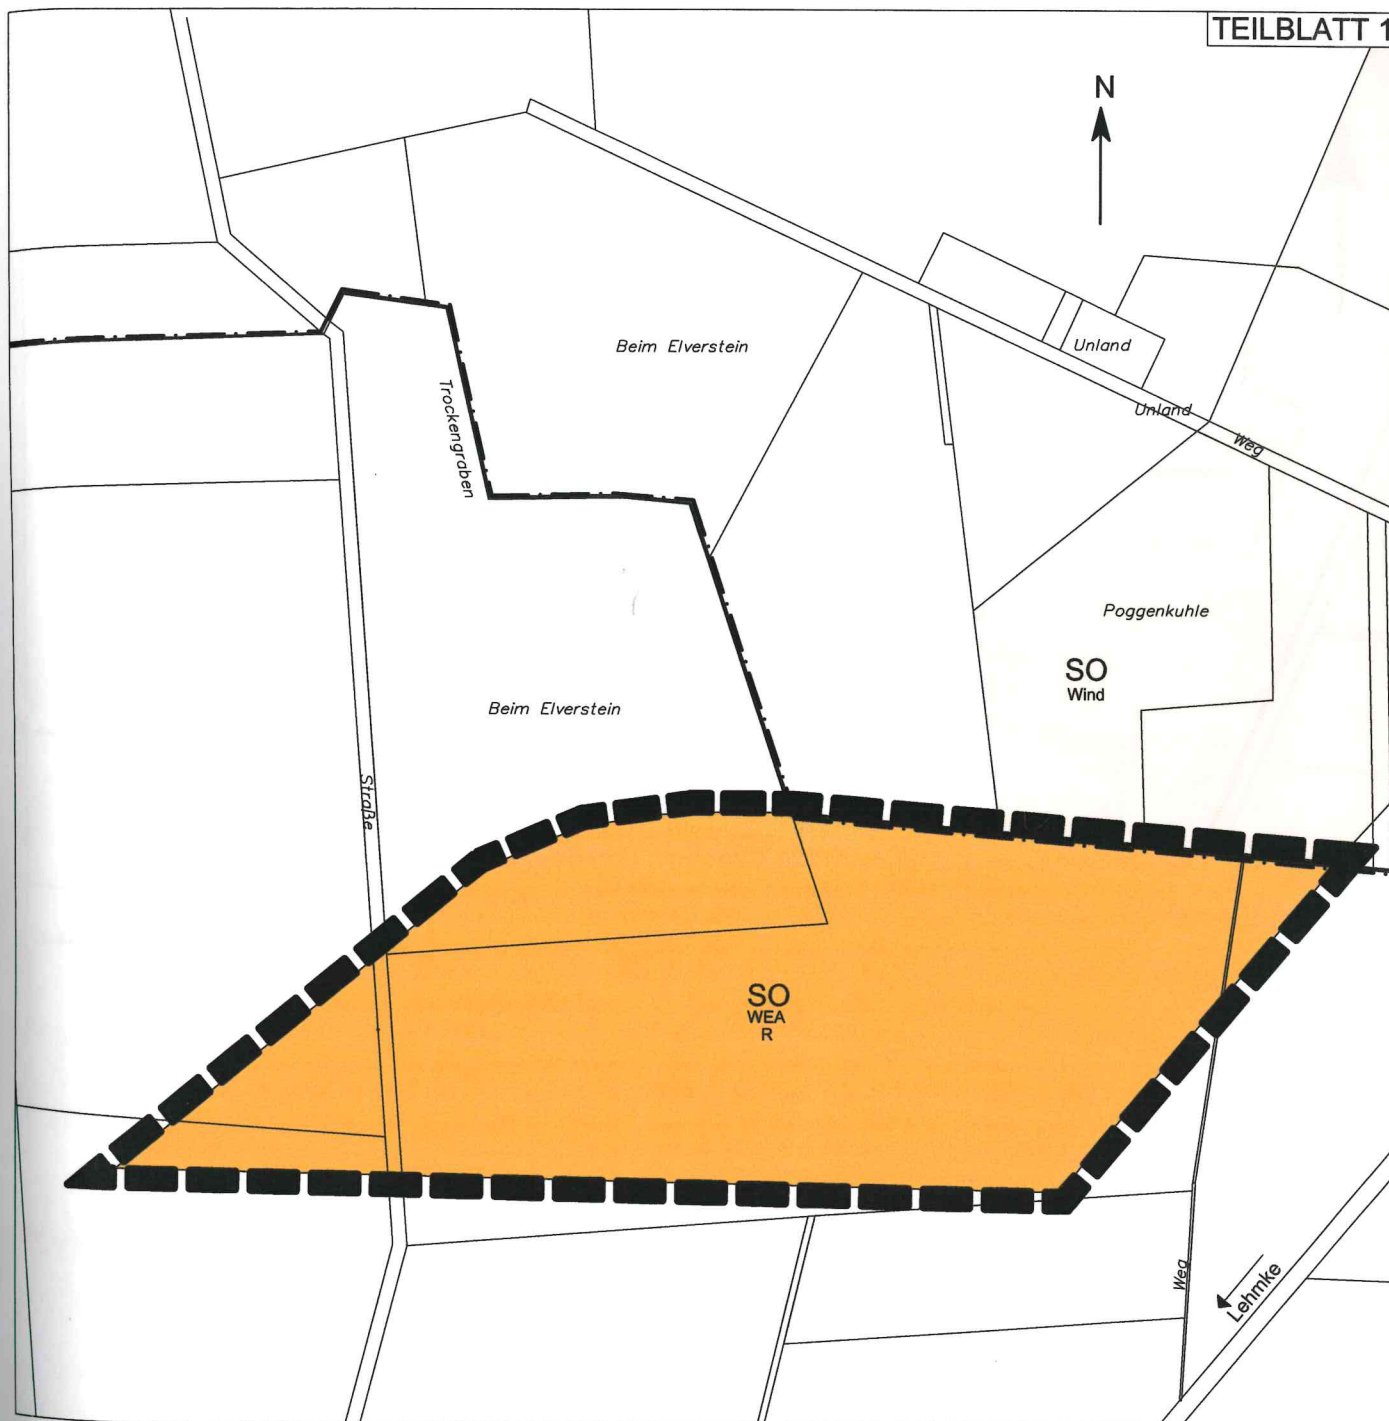 TEILBLATT 1
N
Beim Elverstein
Unland
Trockengraben
Unland
Weg
Poggenkuhle
SO
Wind
Beim Elverstein
Straße
SO
WEA
R
Weg
Lehmke